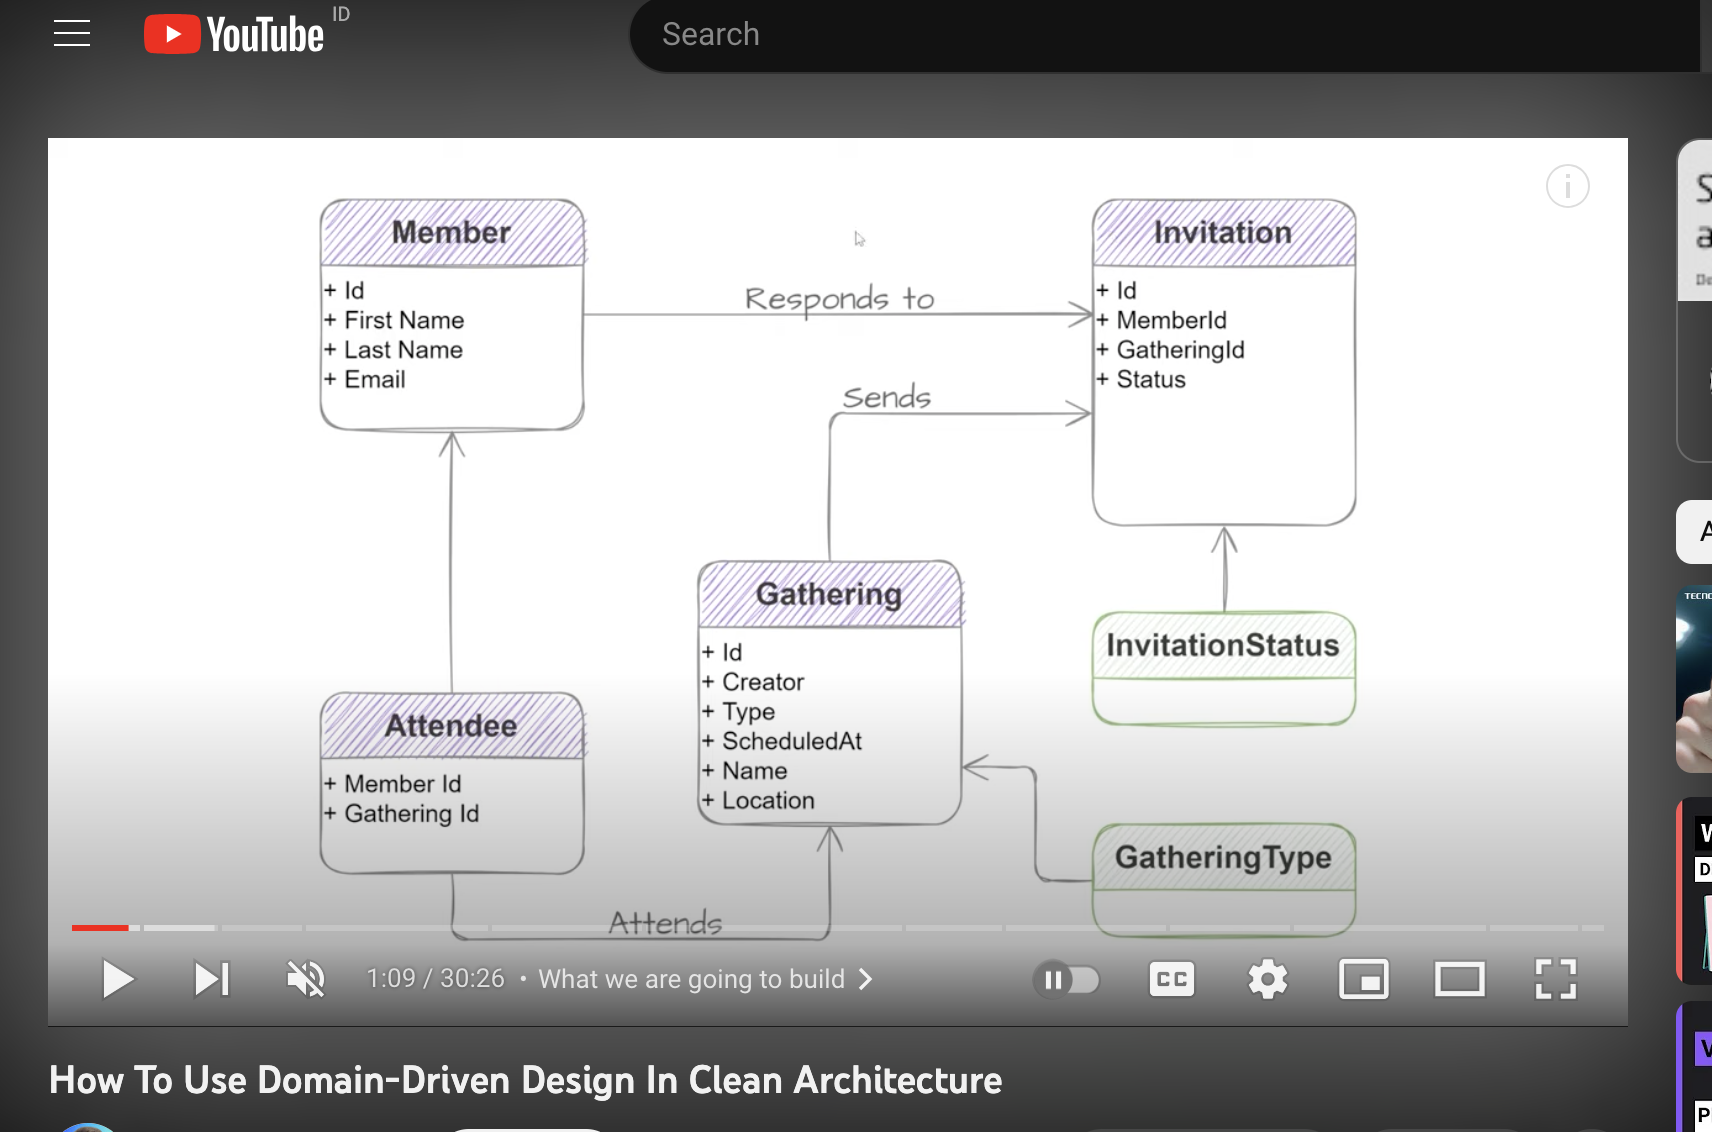 YouTube ID
Search
Member
+ Id
+ First Name
+ Last Name
+ Email
Responds to
Invitation
+ Id
+ MemberId
+ GatheringId
+ Status
Sends
Gathering
+ Id
+ Creator
+ Type
+ ScheduledAt
+ Name
+ Location
InvitationStatus
Attendee
+ Member Id
+ Gathering Id
GatheringType
Attends
1:09 / 30:26 • What we are going to build
CC
How To Use Domain-Driven Design In Clean Architecture